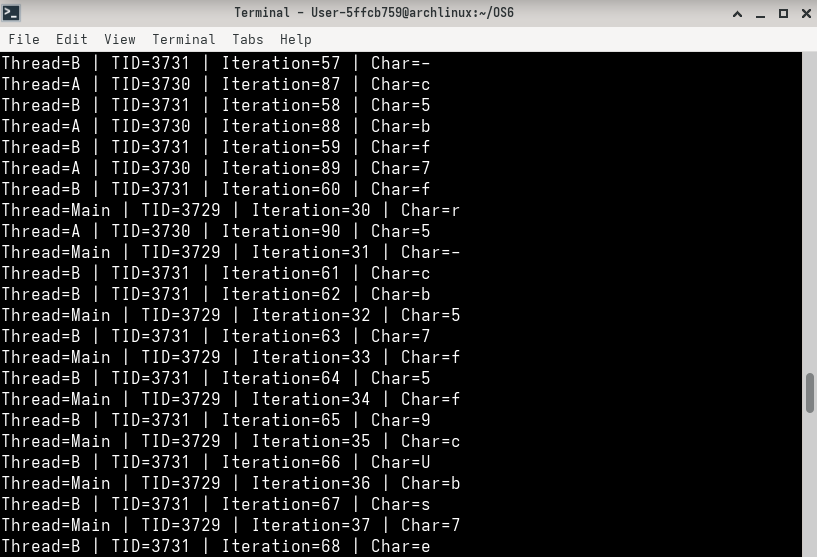 Terminal - User-5ffcb759@archlinux:~/OS6
File Edit View Terminal Tabs Help
Thread=B | TID=3731 | Iteration=57 | Char=-
Thread=A | TID=3730 | Iteration=87 | Char=c
Thread=B | TID=3731 | Iteration=58 | Char=5
Thread=A | TID=3730 | Iteration=88 | Char=b
Thread=B | TID=3731 | Iteration=59 | Char=f
Thread=A | TID=3730 | Iteration=89 | Char=7
Thread=B | TID=3731 | Iteration=60 | Char=f
Thread=Main | TID=3729 | Iteration=30 | Char=r
Thread=A | TID=3730 | Iteration=90 | Char=5
Thread=Main | TID=3729 | Iteration=31 | Char=-
Thread=B | TID=3731 | Iteration=61 | Char=c
Thread=B | TID=3731 | Iteration=62 | Char=b
Thread=Main | TID=3729 | Iteration=32 | Char=5
Thread=B | TID=3731 | Iteration=63 | Char=7
Thread=Main | TID=3729 | Iteration=33 | Char=f
Thread=B | TID=3731 | Iteration=64 | Char=5
Thread=Main | TID=3729 | Iteration=34 | Char=f
Thread=B | TID=3731 | Iteration=65 | Char=9
Thread=Main | TID=3729 | Iteration=35 | Char=c
Thread=B | TID=3731 | Iteration=66 | Char=U
Thread=Main | TID=3729 | Iteration=36 | Char=b
Thread=B | TID=3731 | Iteration=67 | Char=s
Thread=Main | TID=3729 | Iteration=37 | Char=7
Thread=B | TID=3731 | Iteration=68 | Char=e